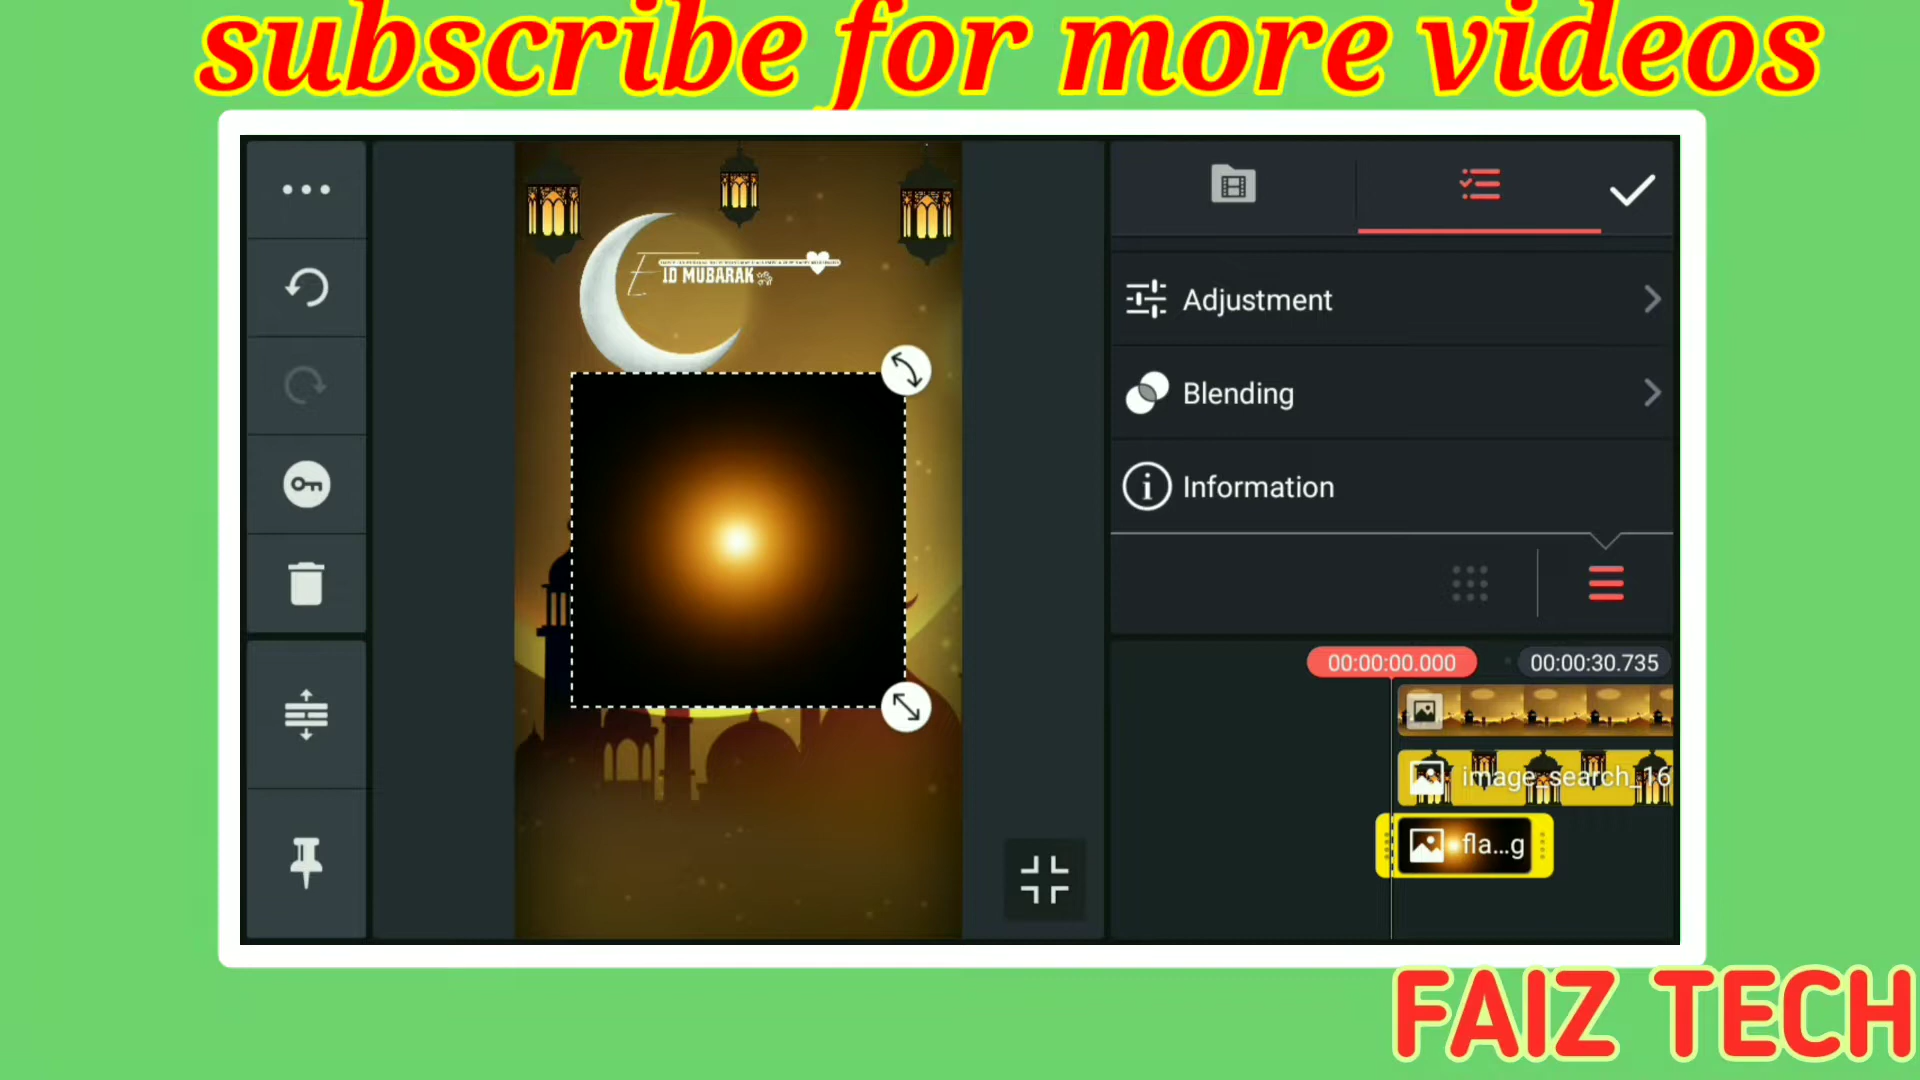 subscribe for more videos
ID MUBARAK
Adjustment
Blending
Information
00:00:00.000
00:00:30.735
image_search_16
fla...g
FAIZ TECH